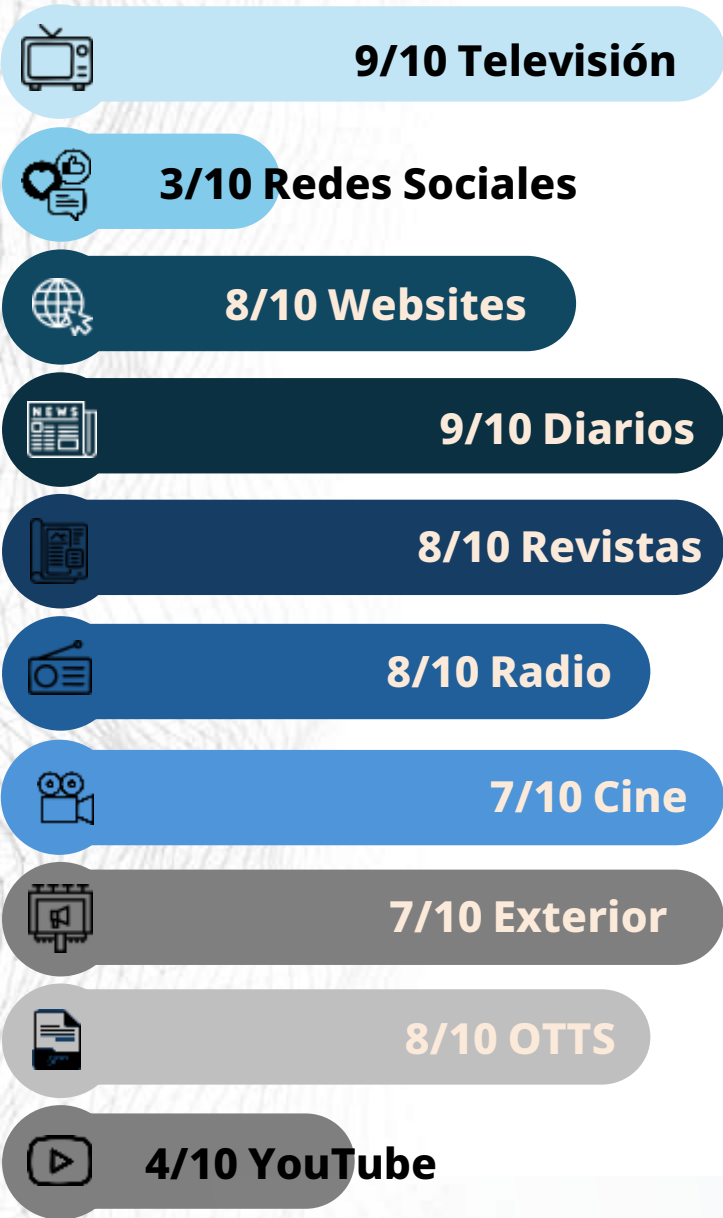 9/10 Televisión
3/10 Redes Sociales
8/10 Websites
NEWS
9/10 Diarios
8/10 Revistas
8/10 Radio
7/10 Cine
7/10 Exterior
8/10 OTTS
4/10 YouTube